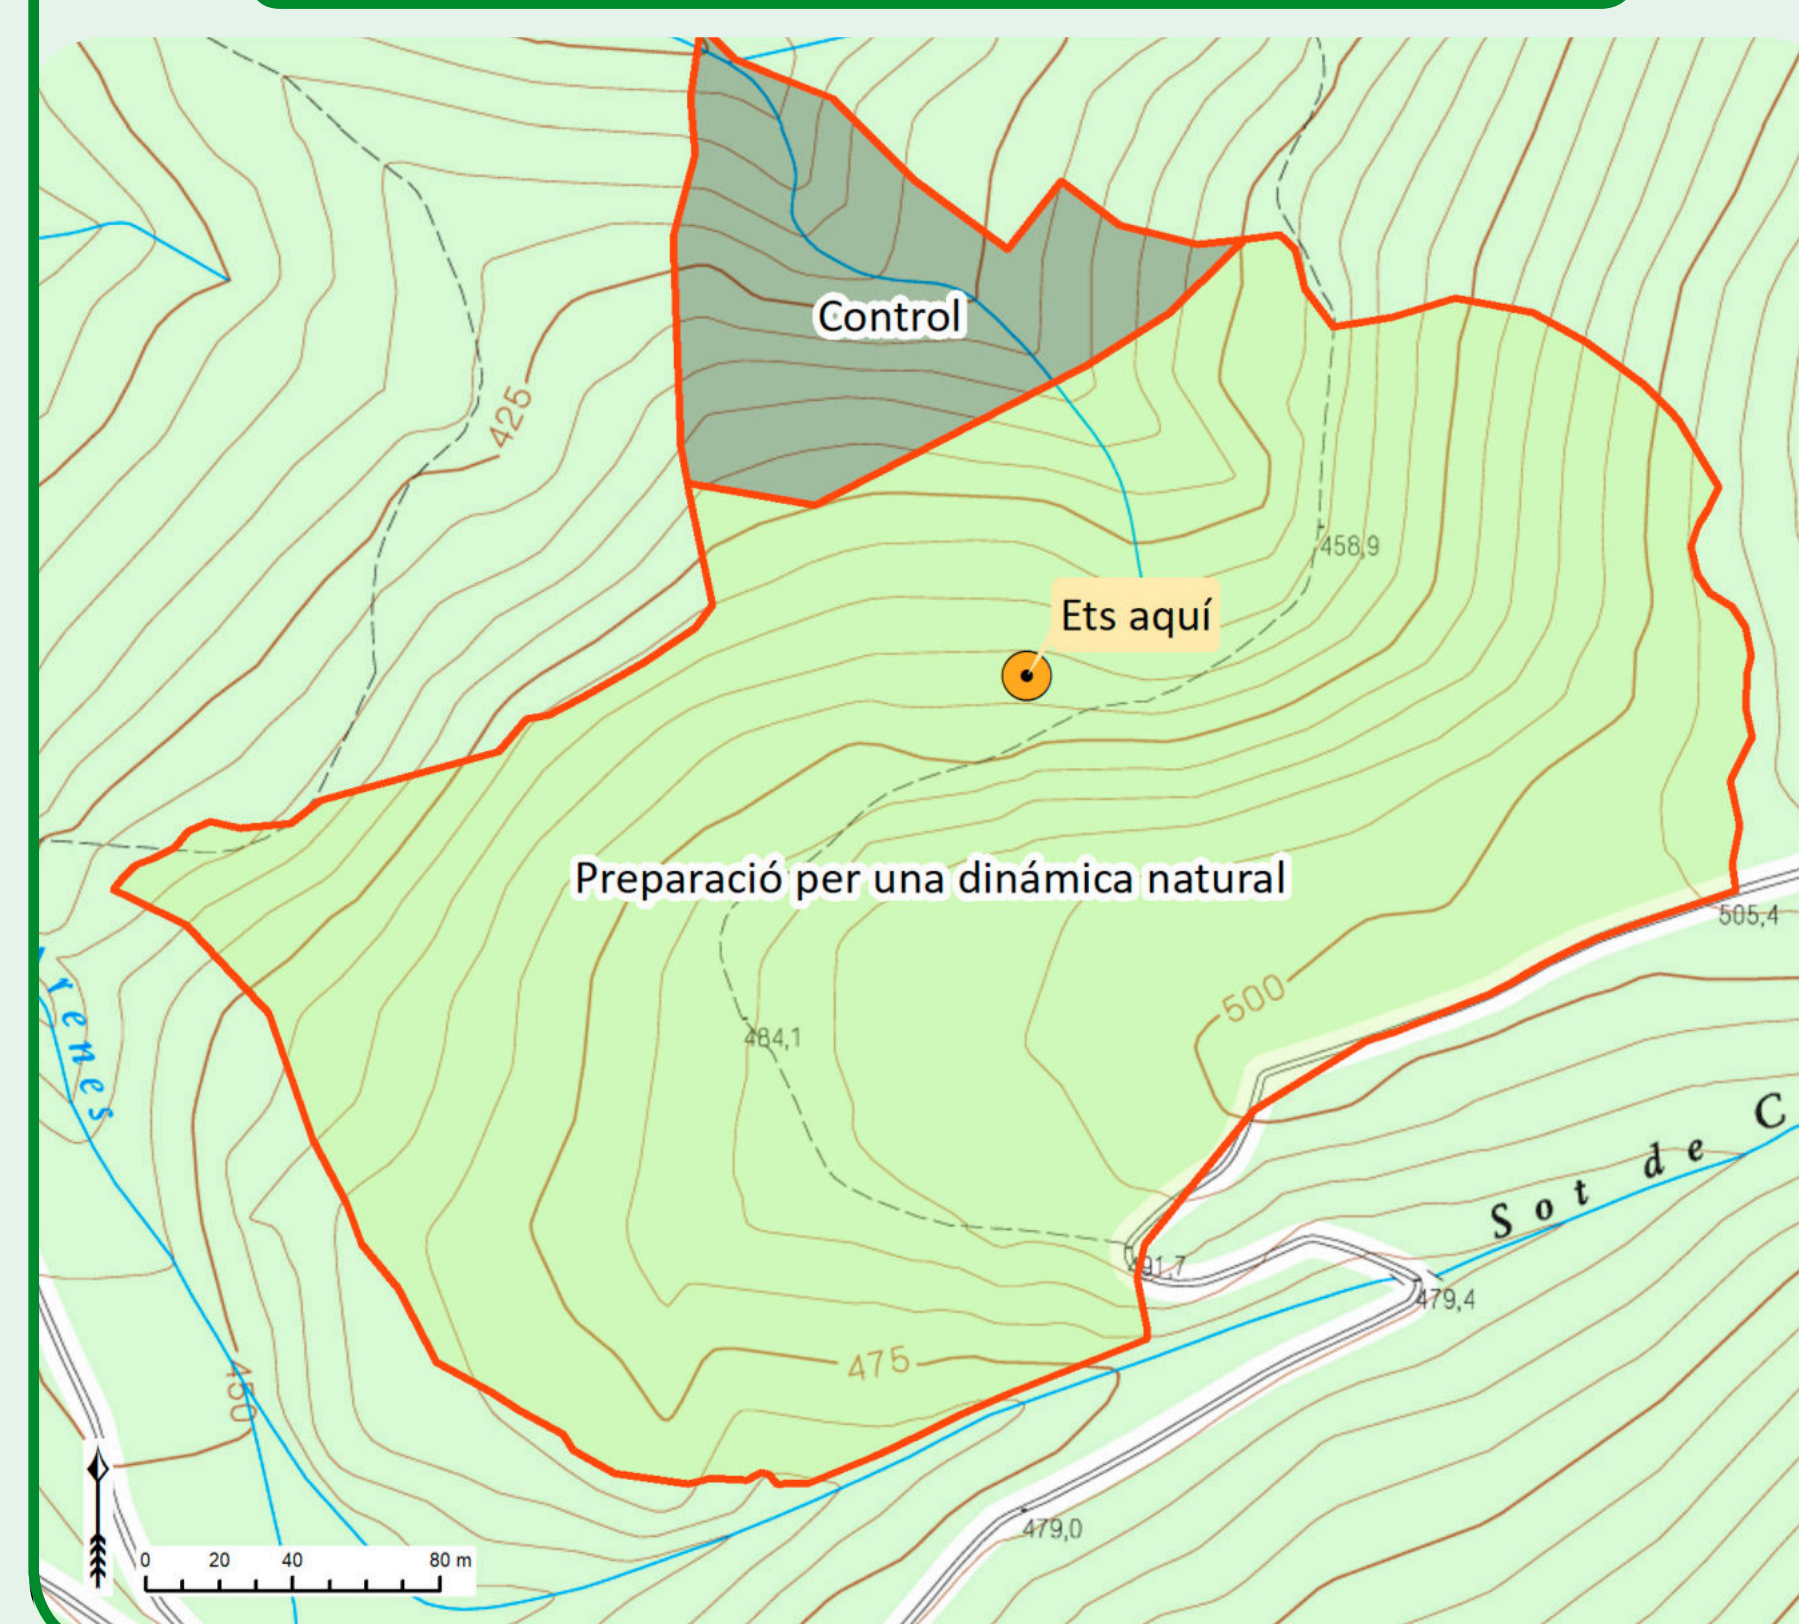 Control
425
458,9
Ets aquí
Preparació per una dinámica natural
505,4
500
renes
484,1
Sot de C
491,7
479,4
475
450
479,0
0 20 40 80 m